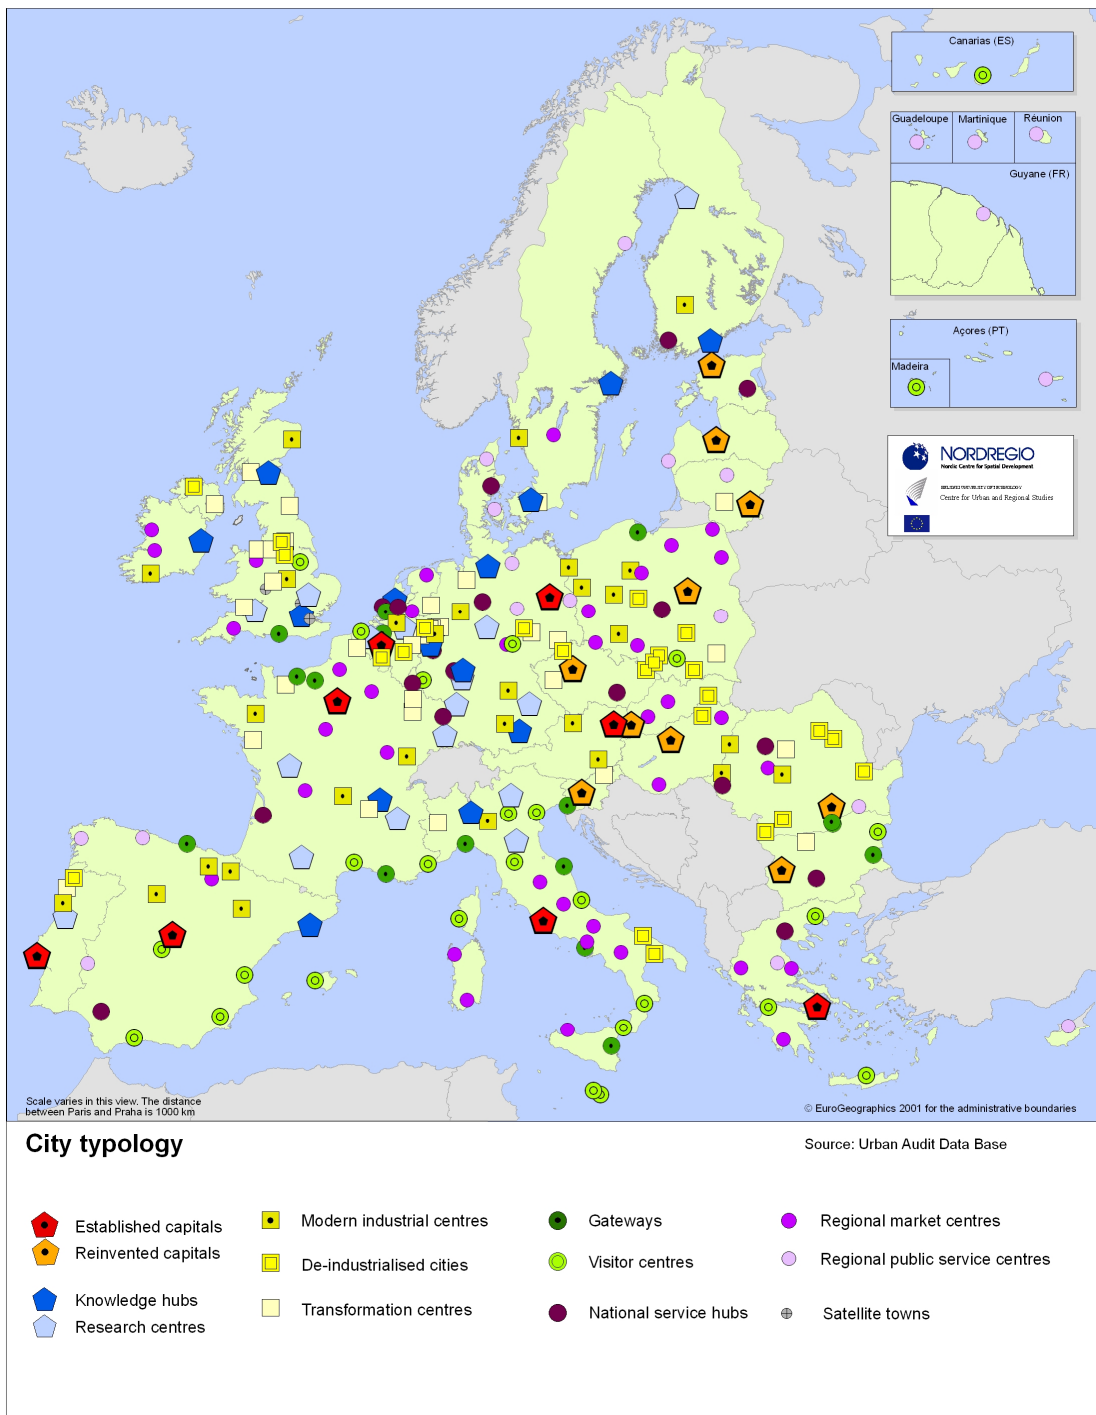 Canarias (ES)
Guadeloupe
Martinique
Réunion
Guyane (FR)
Açores (PT)
Madeira
NORDREGIO
Nordic Centre for Spatial Development
HELSINKI UNIVERSITY OF TECHNOLOGY
Centre for Urban and Regional Studies
Scale varies in this view. The distance
between Paris and Praha is 1000 km
© EuroGeographics 2001 for the administrative boundaries
City typology
Source: Urban Audit Data Base
Established capitals
Reinvented capitals
Knowledge hubs
Research centres
Modern industrial centres
De-industrialised cities
Transformation centres
Gateways
Visitor centres
National service hubs
Regional market centres
Regional public service centres
Satellite towns